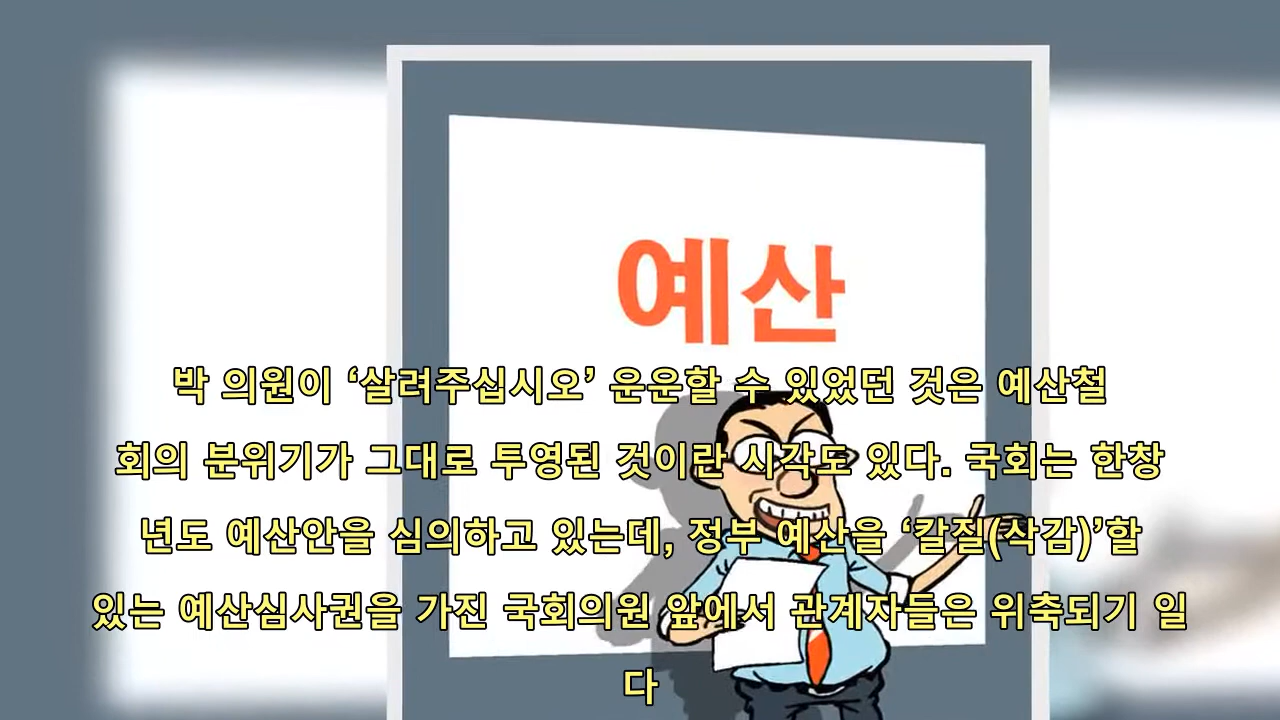 예산
박 의원이 ‘살려주십시오’ 운운할 수 있었던 것은 예산철
회의 분위기가 그대로 투영된 것이란 시각도 있다. 국회는 한창
년도 예산안을 심의하고 있는데, 정부 예산을 ‘칼질(삭감)’할
있는 예산심사권을 가진 국회의원 앞에서 관계자들은 위축되기 일
다